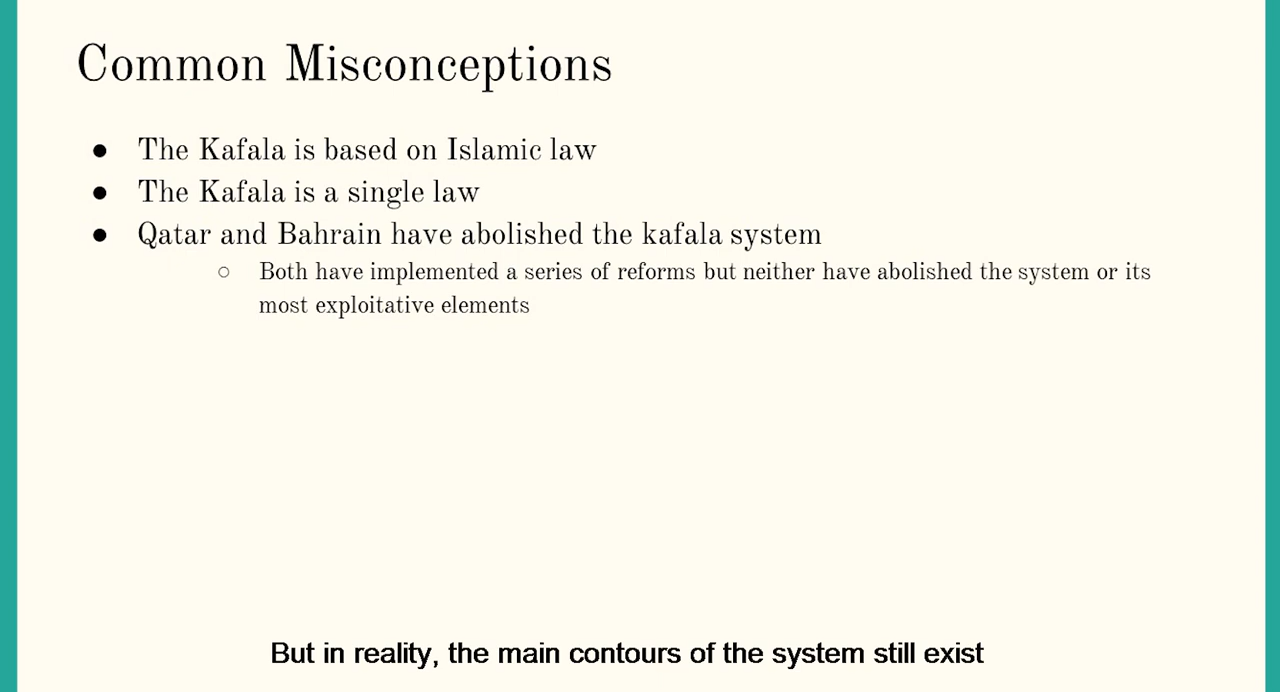 Common Misconceptions
● The Kafala is based on Islamic law
● The Kafala is a single law
● Qatar and Bahrain have abolished the kafala system
○ Both have implemented a series of reforms but neither have abolished the system or its
most exploitative elements
But in reality, the main contours of the system still exist